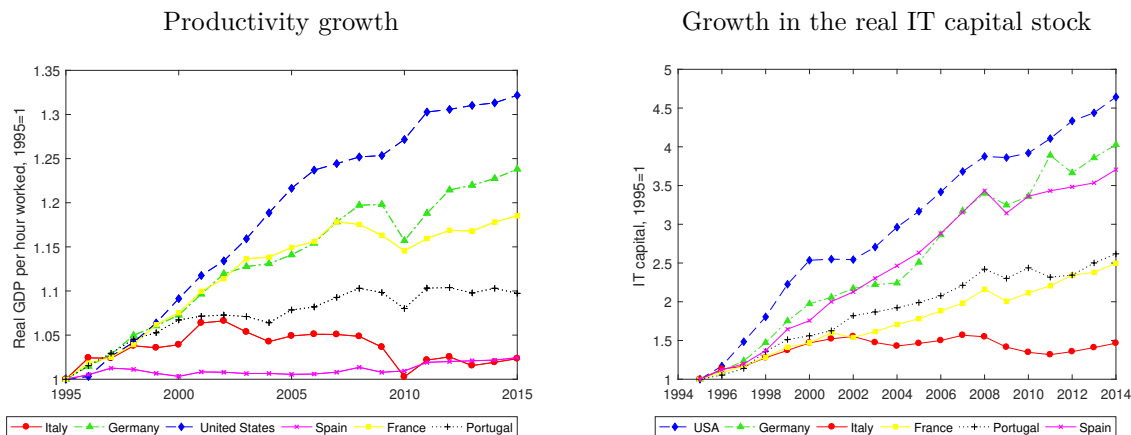 Productivity growth
Real GDP per hour worked, 1995=1
1.35
1.3
1.25
1.2
1.15
1.1
1.05
1
1995 2000 2005 2010 2015
Italy Germany United States Spain France Portugal
Growth in the real IT capital stock
IT capital, 1995=1
5
4.5
4
3.5
3
2.5
2
1.5
1
1994 1996 1998 2000 2002 2004 2006 2008 2010 2012 2014
USA Germany Italy France Portugal Spain